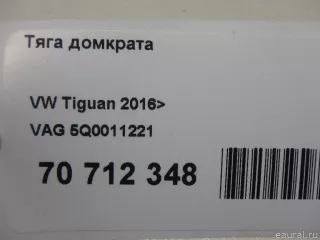 Тяга домкрата
VW Tiguan 2016>
VAG 5Q0011221
70 712 348
eaural.ru